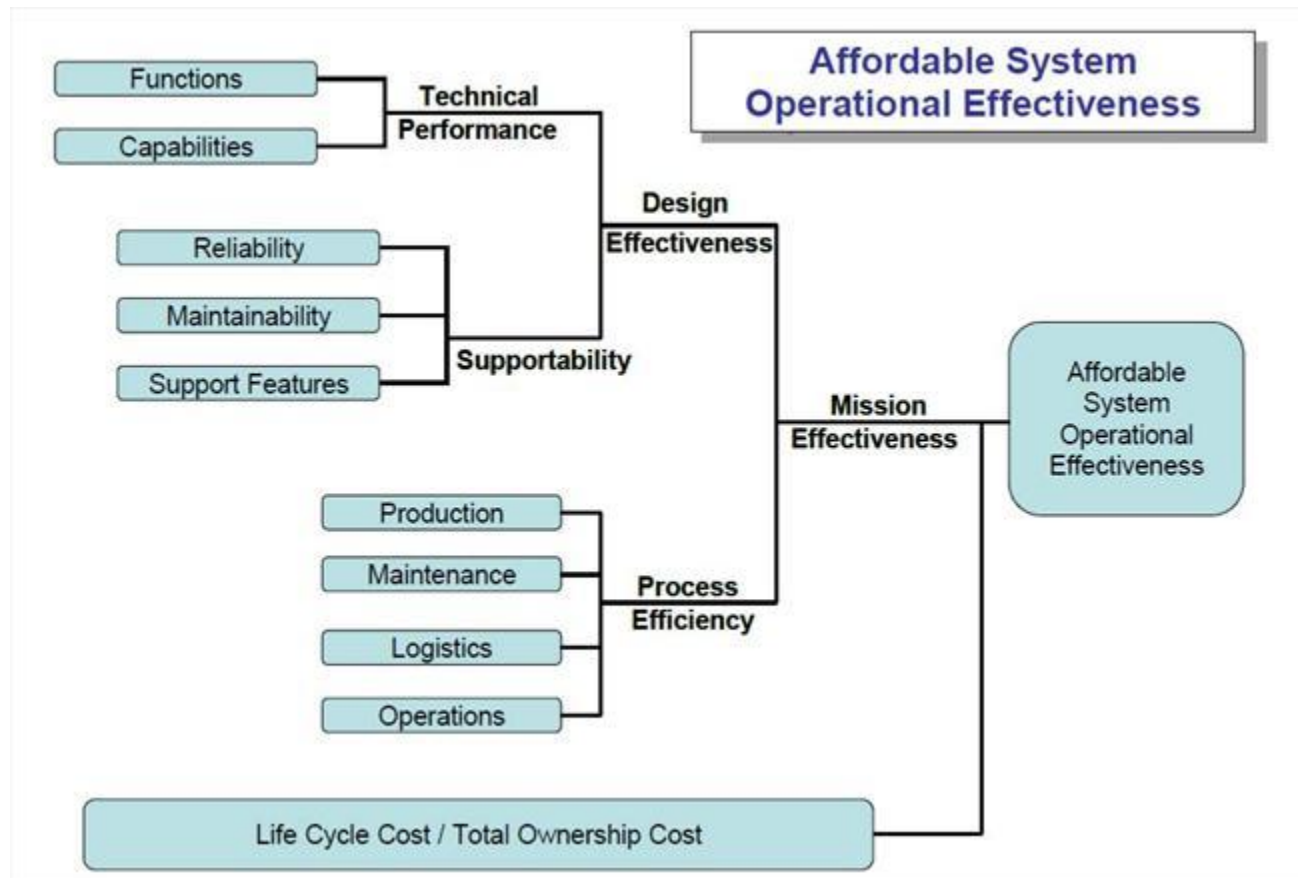 Affordable System
Operational Effectiveness
Functions
Capabilities
Technical
Performance
Reliability
Maintainability
Support Features
Supportability
Design
Effectiveness
Production
Maintenance
Logistics
Operations
Process
Efficiency
Mission
Effectiveness
Affordable
System
Operational
Effectiveness
Life Cycle Cost / Total Ownership Cost